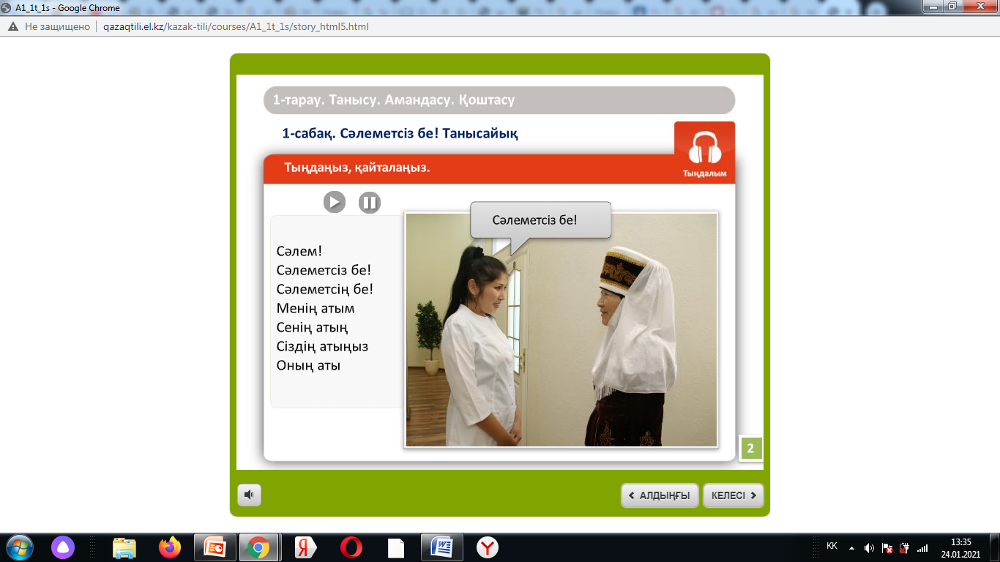 A1_1t_1s - Google Chrome
Не защищено
qazaqtili.el.kz/kazak-tili/courses/A1_1t_1s/story_html5.html
1-тарау. Танысу. Амандасу. Қоштасу
1-сабақ. Сәлеметсіз бе! Танысайық
Тыңдаңыз, қайталаңыз.
Тыңдалым
Сәлеметсіз бе!
Сәлем!
Сәлеметсіз бе!
Сәлеметсің бе!
Менің атым
Сенің атың
Сіздің атыңыз
Оның аты
2
АЛДЫҢҒЫ
КЕЛЕСІ
KK
13:35
24.01.2021